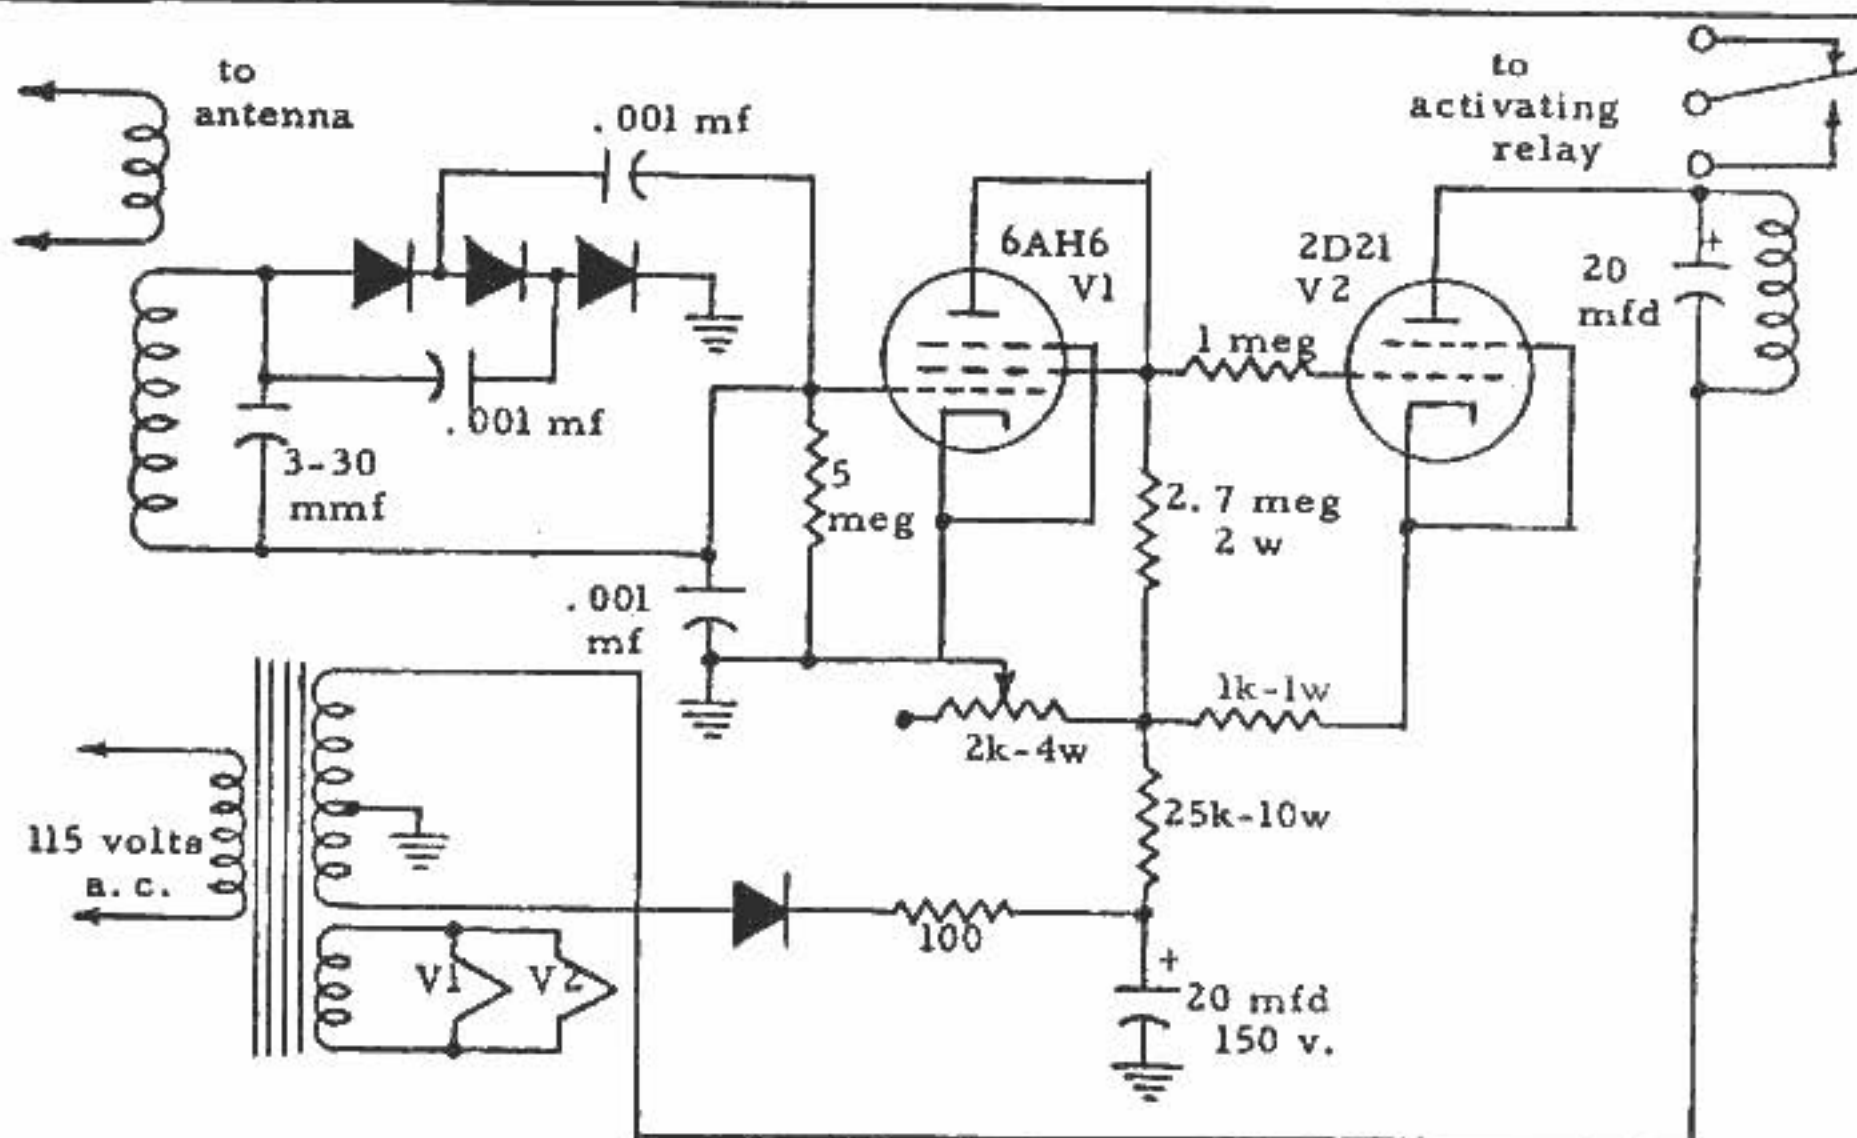 to
antenna
.001 mf
to
activating
relay
6AH6
V1
2D21
V2
20
mfd
+
1 meg
.001 mf
3-30
mmf
5
meg
2.7 meg
2 w
.001
mf
1k-1w
2k-4w
25k-10w
115 volts
a.c.
100
V1
V2
+
20 mfd
150 v.